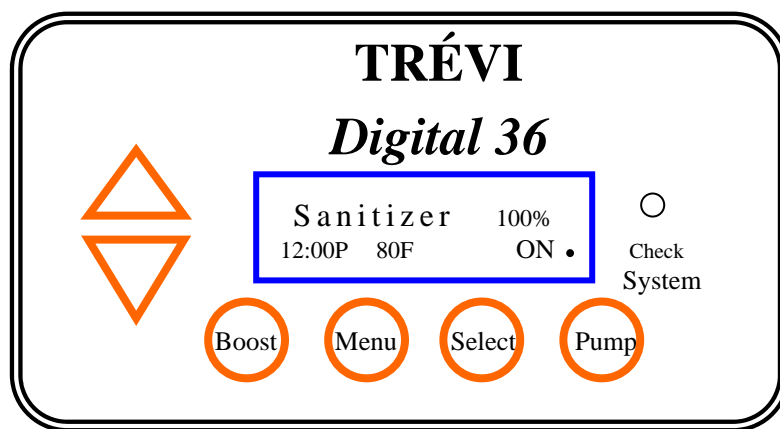 TRÉVI
Digital 36
Sanitizer 100%
12:00P 80F ON •
Check
System
Boost Menu Select Pump